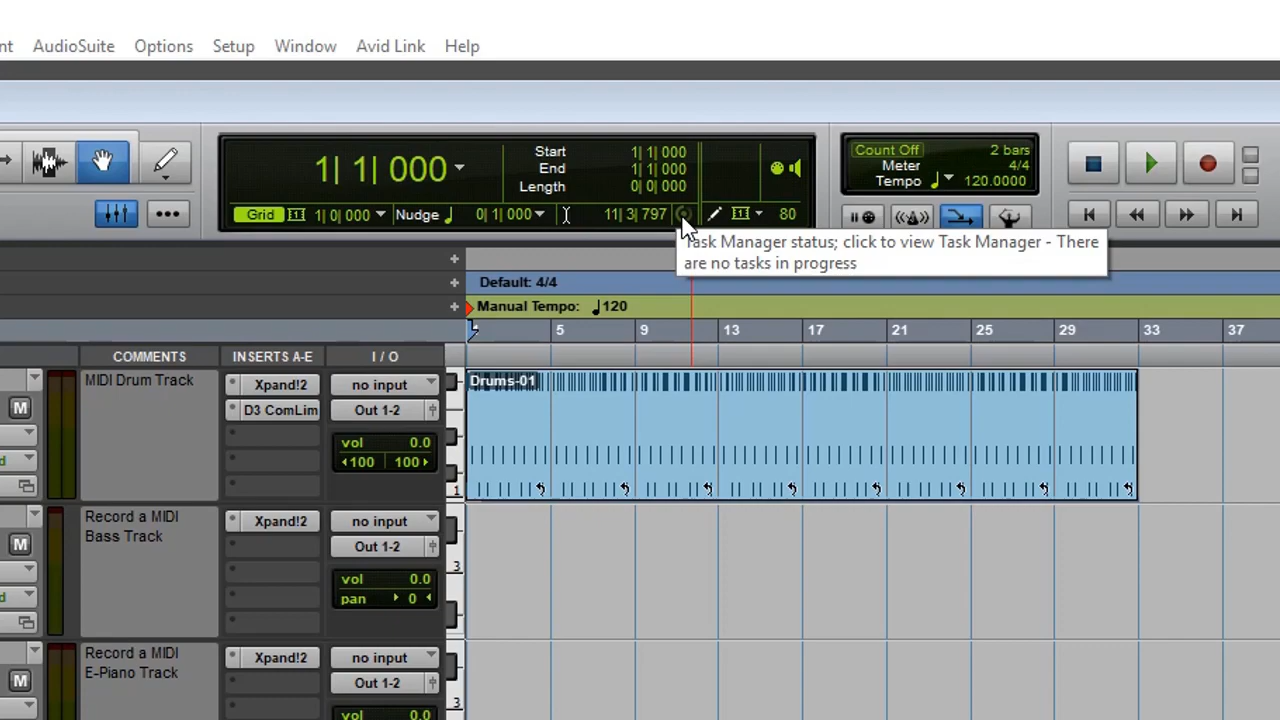 nt AudioSuite Options Setup Window Avid Link Help
1| 1| 000
Start 1| 1| 000
End 1| 1| 000
Length 0| 0| 000
Count Off 2 bars
Meter 4/4
Tempo 120.0000
Grid 1| 0| 000 Nudge 0| 1| 000 11| 3| 797 80
Task Manager status; click to view Task Manager - There
are no tasks in progress
Default: 4/4
Manual Tempo: 120
5 9 13 17 21 25 29 33 37
COMMENTS INSERTS A-E I / O
MIDI Drum Track
Xpand!2 no input
D3 ComLim Out 1-2
vol 0.0
100 100
M
d
1
Drums-01
Record a MIDI
Bass Track
Xpand!2 no input
Out 1-2
vol 0.0
pan 0
M
d
3
Record a MIDI
E-Piano Track
Xpand!2 no input
Out 1-2
vol 0.0
M
3